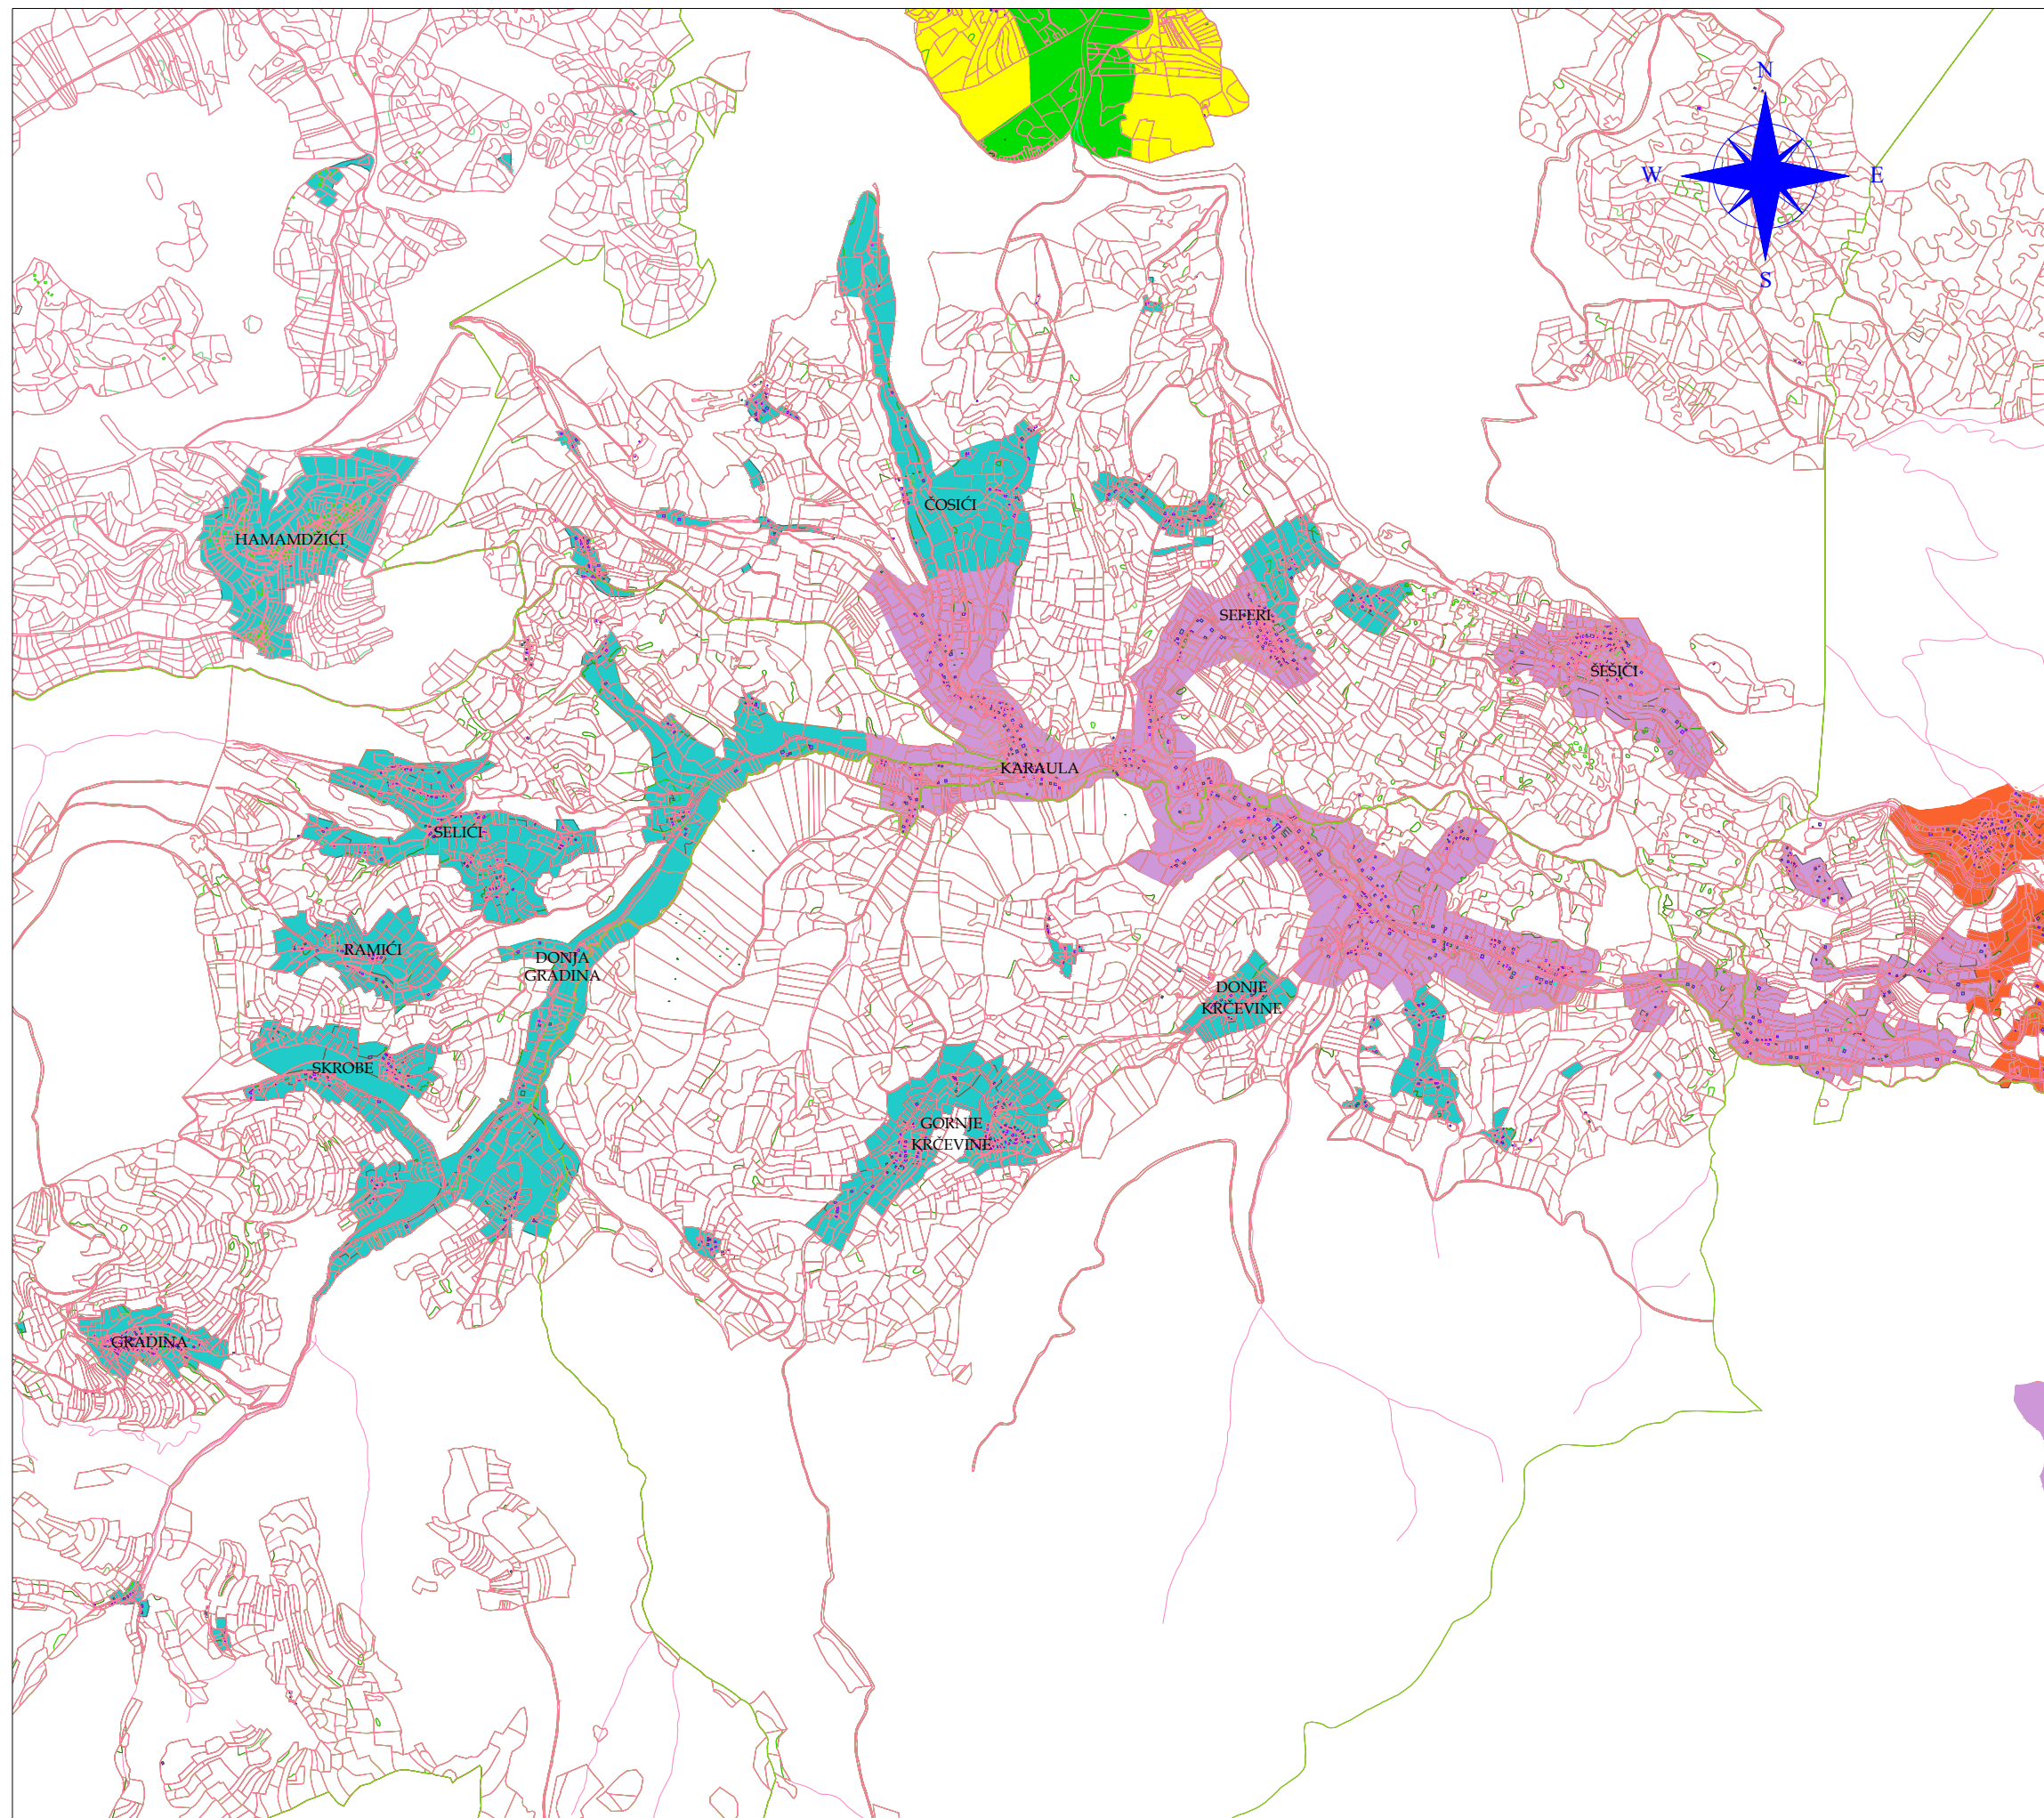 N
W
E
S
ČOSIĆI
HAMAMDŽIĆI
SEFERI
ŠEŠIĆI
KARAULA
SELIĆI
RAMIĆI
DONJA
GRADINA
DONJE
KRČEVINE
SKROBE
GORNJE
KRČEVINE
GRADINA